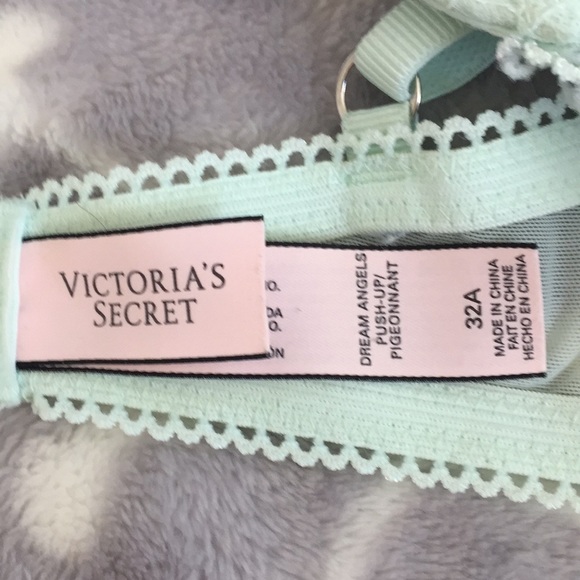 VICTORIA'S
SECRET
DREAM ANGELS
PUSH-UP/
PIGEONNANT
32A
MADE IN CHINA
FAIT EN CHINE
HECHO EN CHINA